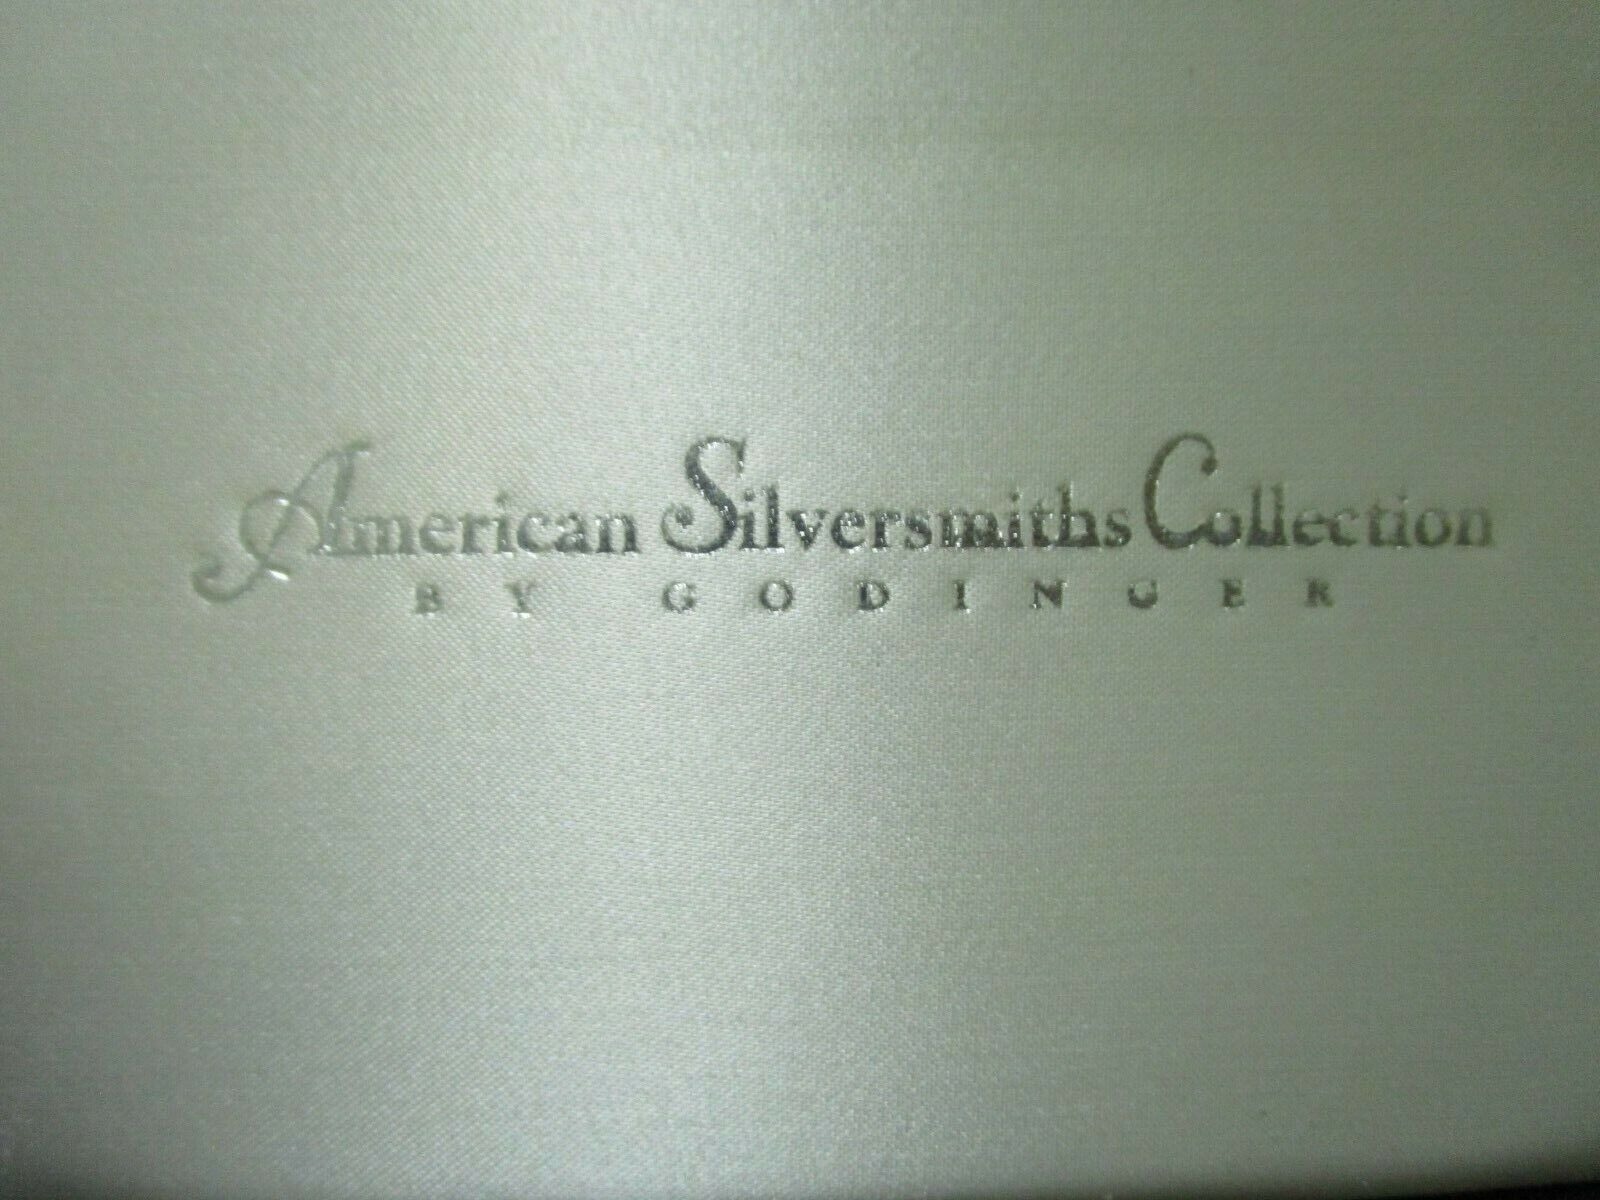 American Silversmiths Collection
BY GODINGER